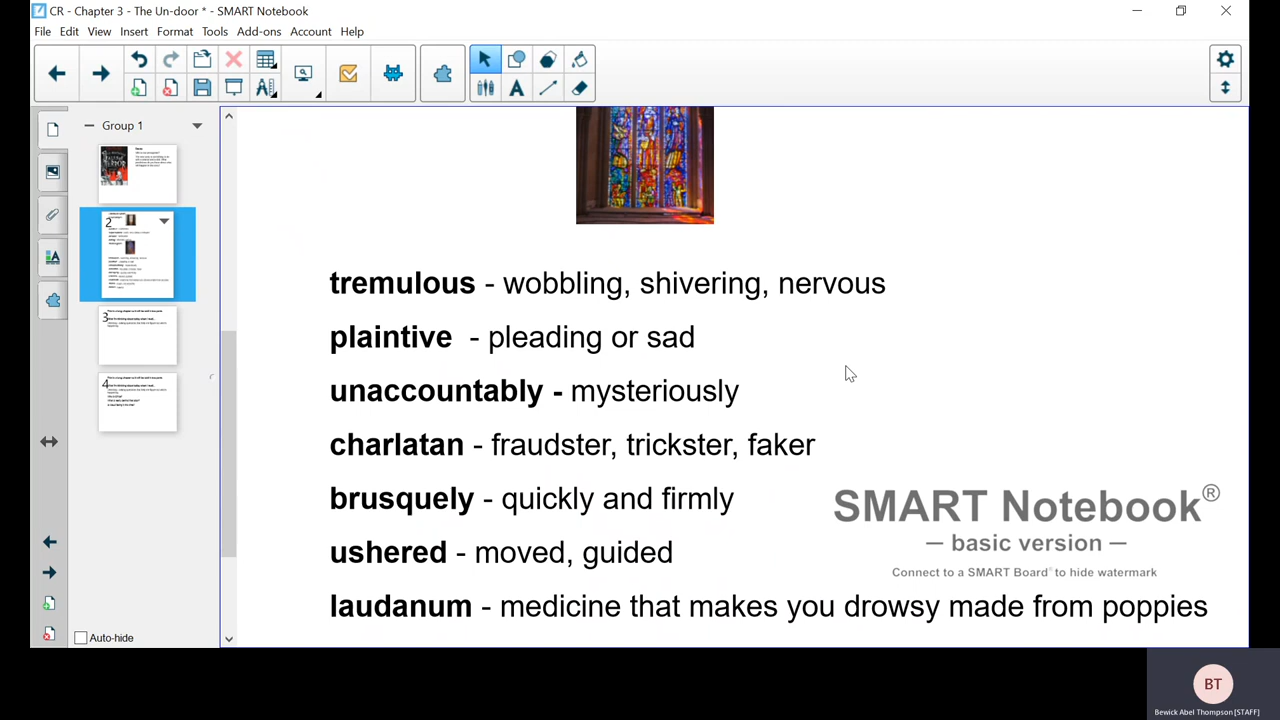 CR - Chapter 3 - The Un-door * - SMART Notebook
File Edit View Insert Format Tools Add-ons Account Help
Group 1
2
3
4
tremulous - wobbling, shivering, nervous
plaintive - pleading or sad
unaccountably - mysteriously
charlatan - fraudster, trickster, faker
brusquely - quickly and firmly
ushered - moved, guided
laudanum - medicine that makes you drowsy made from poppies
SMART Notebook®
— basic version —
Connect to a SMART Board® to hide watermark
Auto-hide
BT
Bewick Abel Thompson [STAFF]